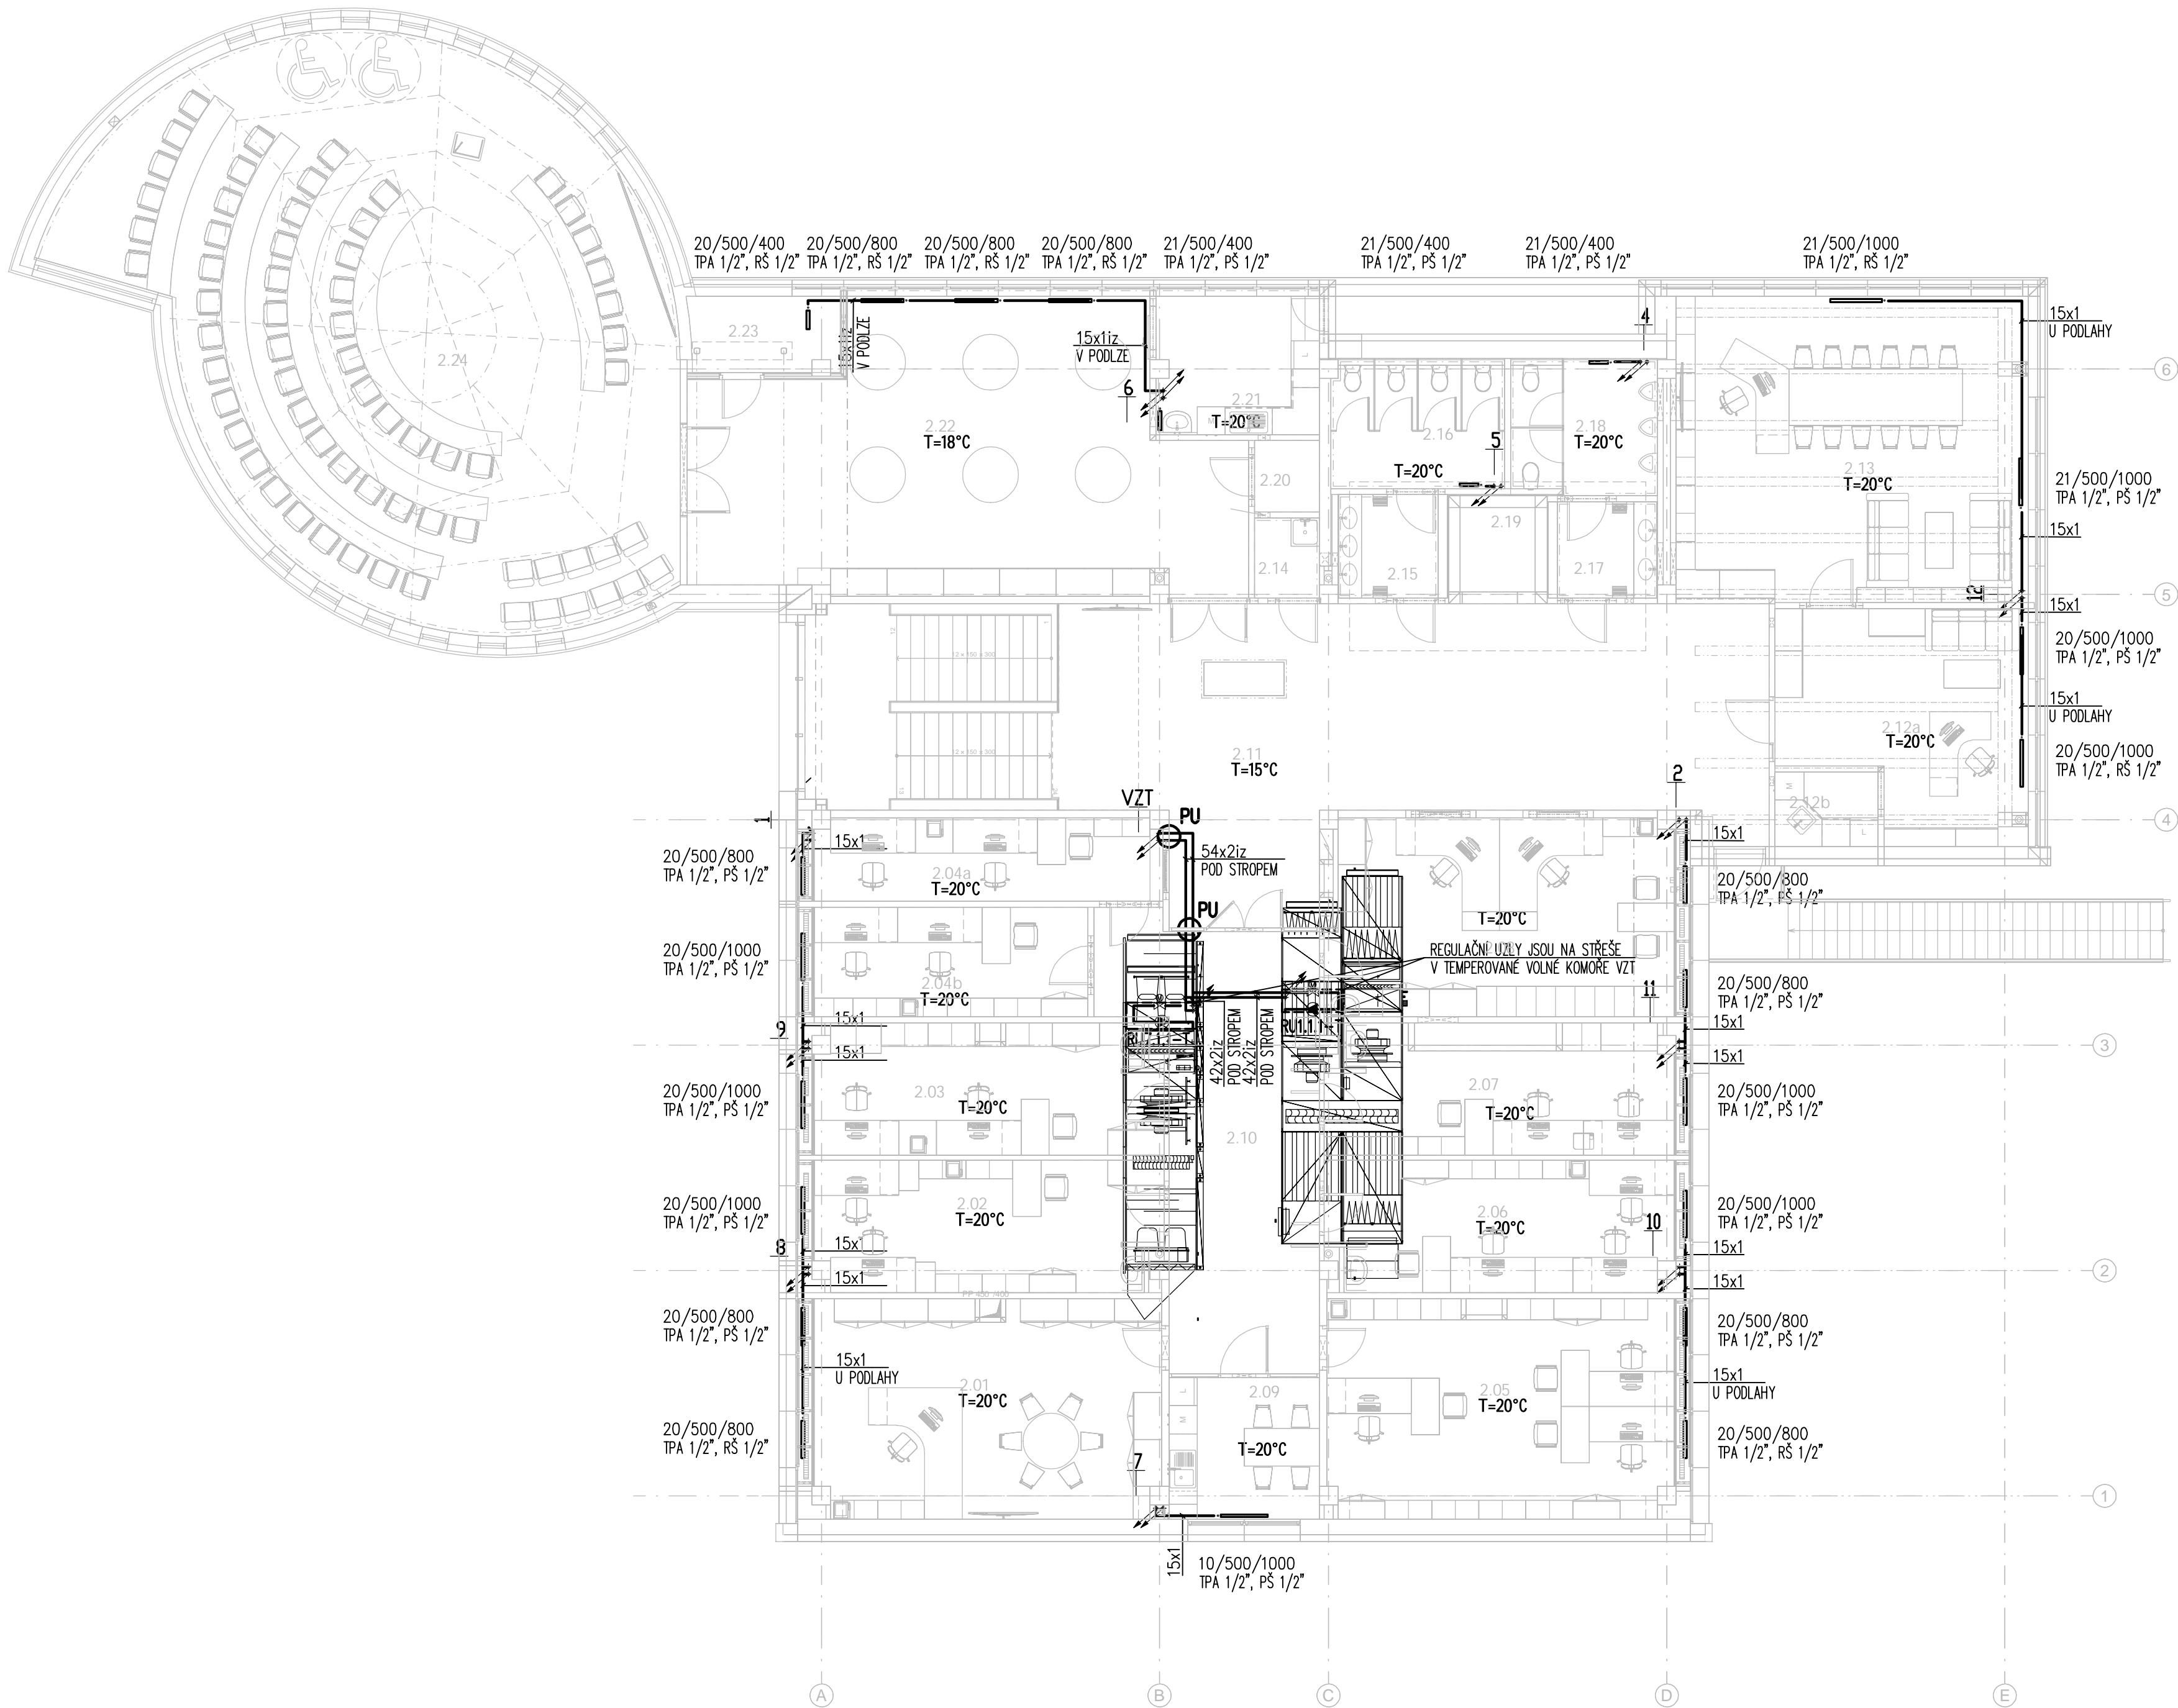 20/500/400
TPA 1/2", RŠ 1/2"
20/500/800
TPA 1/2", RŠ 1/2"
20/500/800
TPA 1/2", RŠ 1/2"
20/500/800
TPA 1/2", RŠ 1/2"
21/500/400
TPA 1/2", PŠ 1/2"
21/500/400
TPA 1/2", PŠ 1/2"
21/500/400
TPA 1/2", PŠ 1/2"
21/500/1000
TPA 1/2", RŠ 1/2"
15x1
U PODLAHY
4
2.23
15x1iz
V PODLZE
15x1iz
V PODLZE
2.24
6
6
2.21
T=20°C
L
2.22
T=18°C
2.16
T=20°C
5
2.18
T=20°C
2.13
T=20°C
21/500/1000
TPA 1/2", PŠ 1/2"
15x1
2.20
2.19
2.14
2.15
2.17
12
5
15x1
20/500/1000
TPA 1/2", PŠ 1/2"
12
1
12 x 150 x 300
15x1
U PODLAHY
2.12a
T=20°C
12 x 150 x 300
2.11
T=15°C
20/500/1000
TPA 1/2", RŠ 1/2"
2
13
24
M
2.12b
L
VZT
PU
1
4
15x1
15x1
20/500/800
TPA 1/2", PŠ 1/2"
54x2iz
POD STROPEM
2.04a
T=20°C
20/500/800
TPA 1/2", PŠ 1/2"
PU
T=20°C
20/500/1000
TPA 1/2", PŠ 1/2"
REGULAČNÍ UZLY JSOU NA STŘEŠE
V TEMPEROVANÉ VOLNÉ KOMOŘE VZT
2.04b
T=20°C
20/500/800
TPA 1/2", PŠ 1/2"
11
9
15x1
15x1
RU1.1.1
42x2iz
POD STROPEM
42x2iz
POD STROPEM
15x1
15x1
3
20/500/1000
TPA 1/2", PŠ 1/2"
2.03
T=20°C
2.07
T=20°C
20/500/1000
TPA 1/2", PŠ 1/2"
2.10
20/500/1000
TPA 1/2", PŠ 1/2"
2.02
T=20°C
2.06
T=20°C
10
20/500/1000
TPA 1/2", PŠ 1/2"
8
15x1
15x1
15x1
15x1
2
20/500/800
TPA 1/2", PŠ 1/2"
20/500/800
TPA 1/2", PŠ 1/2"
15x1
U PODLAHY
2.01
T=20°C
L
M
2.09
T=20°C
2.05
T=20°C
15x1
U PODLAHY
20/500/800
TPA 1/2", RŠ 1/2"
20/500/800
TPA 1/2", RŠ 1/2"
7
1
15x1
10/500/1000
TPA 1/2", PŠ 1/2"
A
B
C
D
E